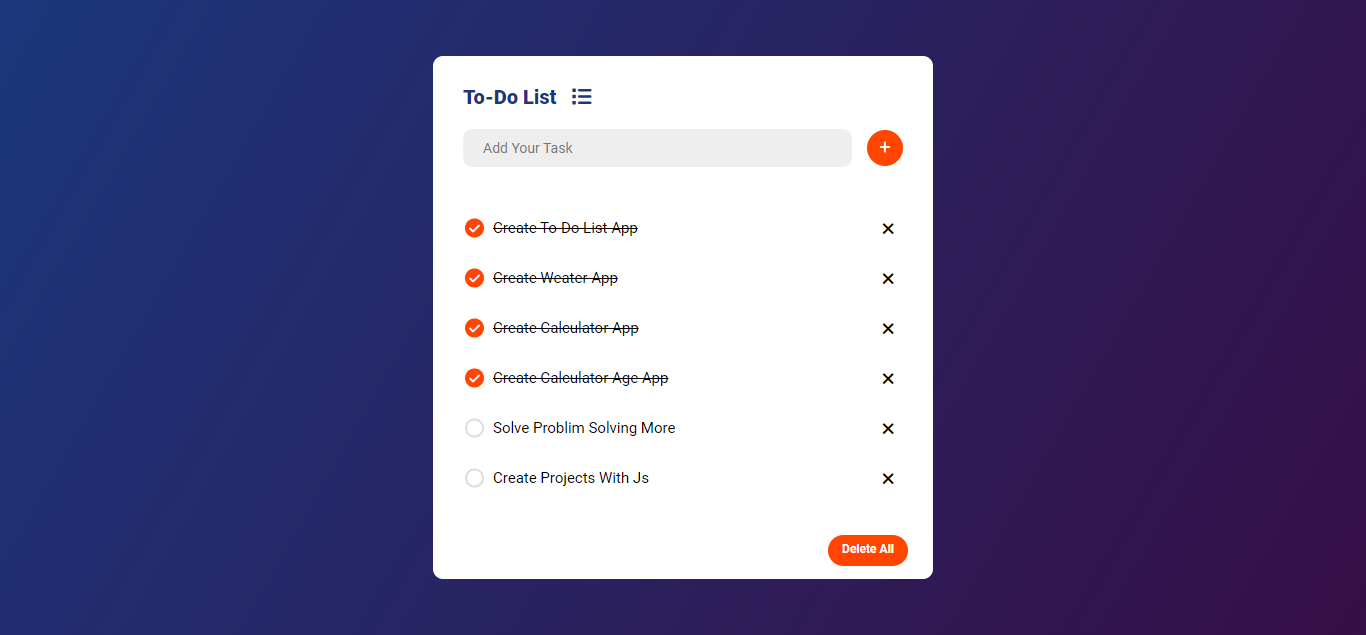 To-Do List
Add Your Task
+
Create To-Do List App
Create Weater App
Create Calculator App
Create Calculator Age App
Solve Problim Solving More
Create Projects With Js
Delete All